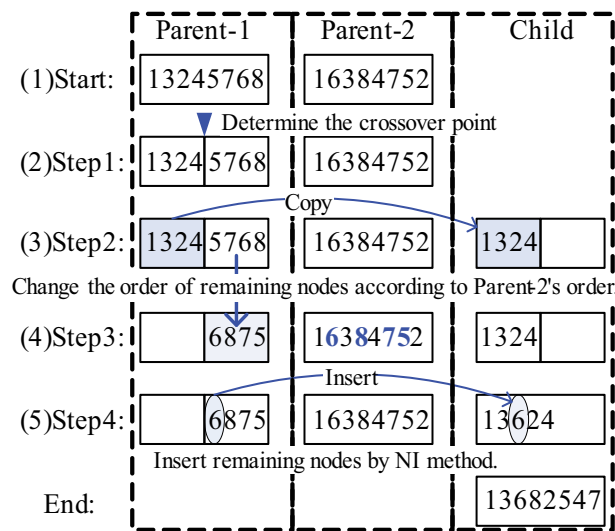 Parent-1 Parent-2 Child
(1)Start: 13245768 16384752
Determine the crossover point
(2)Step1: 1324 5768 16384752
Copy
(3)Step2: 1324 5768 16384752 1324
Change the order of remaining nodes according to Parent-2's order.
(4)Step3: 6875 16384752 1324
Insert
(5)Step4: 6875 16384752 13624
Insert remaining nodes by NI method.
End: 13682547